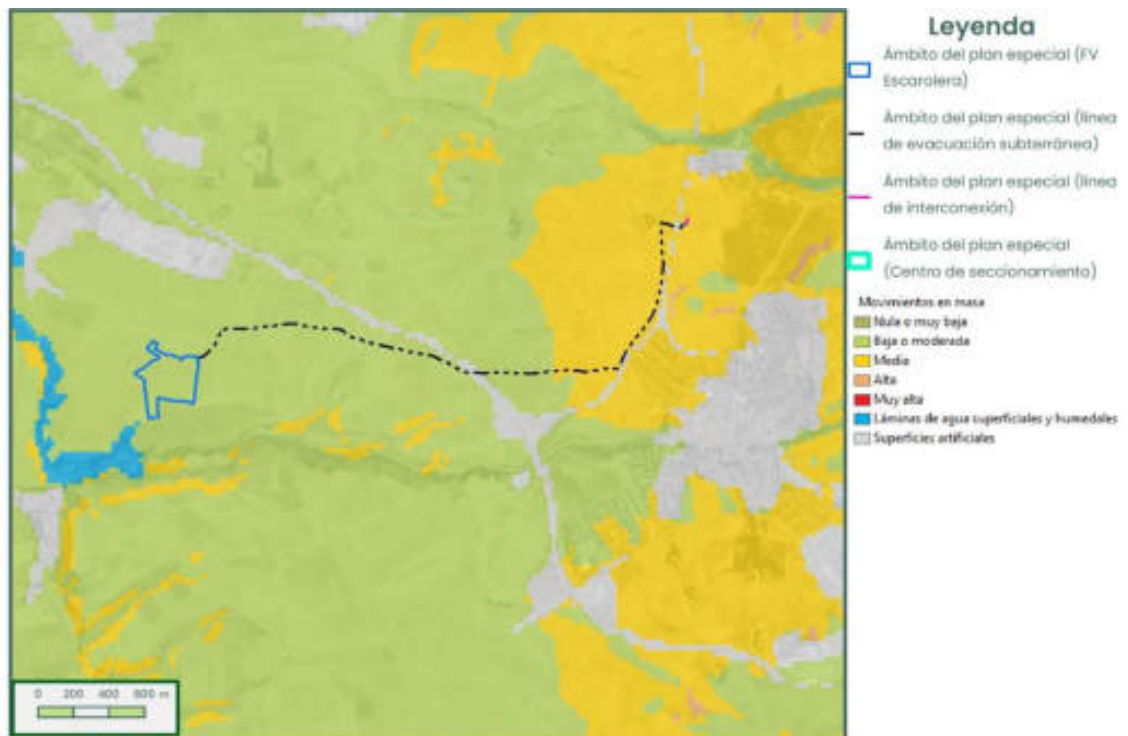 Leyenda
Ámbito del plan especial (FV
Escarolera)
Ámbito del plan especial (línea
de evacuación subterránea)
Ámbito del plan especial (línea
de interconexión)
Ámbito del plan especial
(Centro de seccionamiento)
Movimientos en masa
Nula o muy baja
Baja o moderada
Media
Alta
Muy alta
Láminas de agua superficiales y humedales
Superficies artificiales
0 200 400 600 m